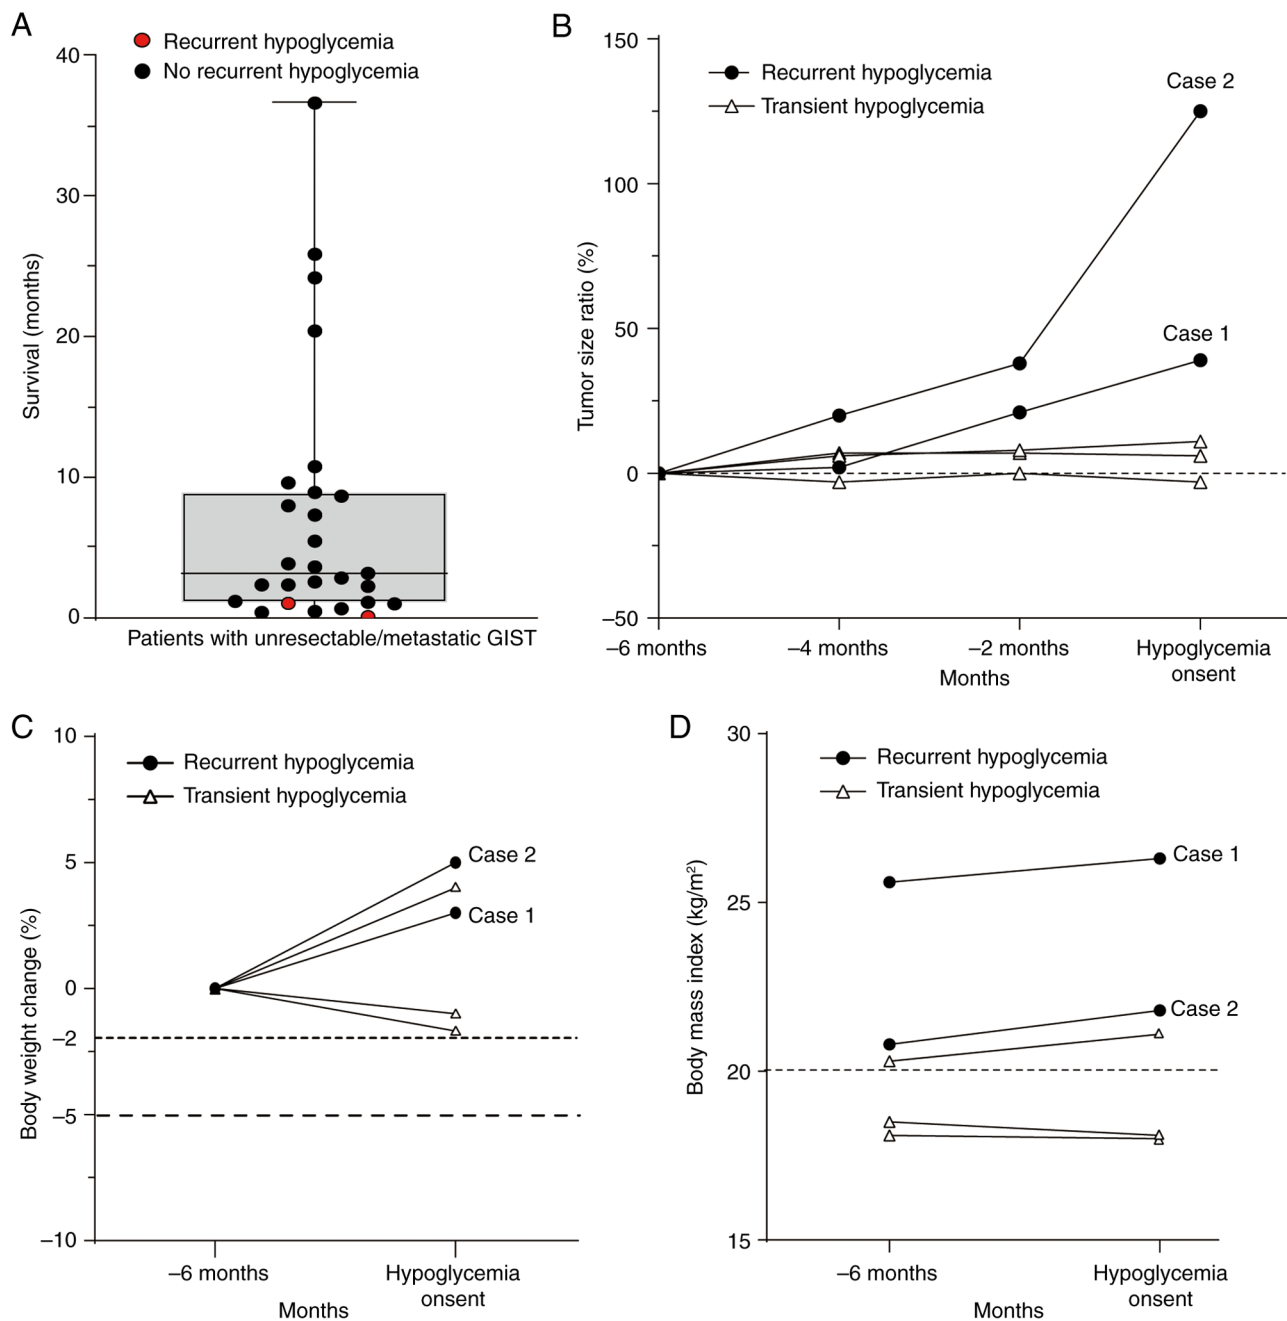 A
Recurrent hypoglycemia
No recurrent hypoglycemia
40
30
20
10
0
Survival (months)
Patients with unresectable/metastatic GIST
B
Recurrent hypoglycemia
Transient hypoglycemia
Case 2
Case 1
150
100
50
0
–50
Tumor size ratio (%)
–6 months
–4 months
–2 months
Hypoglycemia
onsent
Months
C
Recurrent hypoglycemia
Transient hypoglycemia
Case 2
Case 1
10
5
0
–2
–5
–10
Body weight change (%)
–6 months
Hypoglycemia
onsent
Months
D
Recurrent hypoglycemia
Transient hypoglycemia
Case 1
Case 2
30
25
20
15
Body mass index (kg/m²)
–6 months
Hypoglycemia
onsent
Months